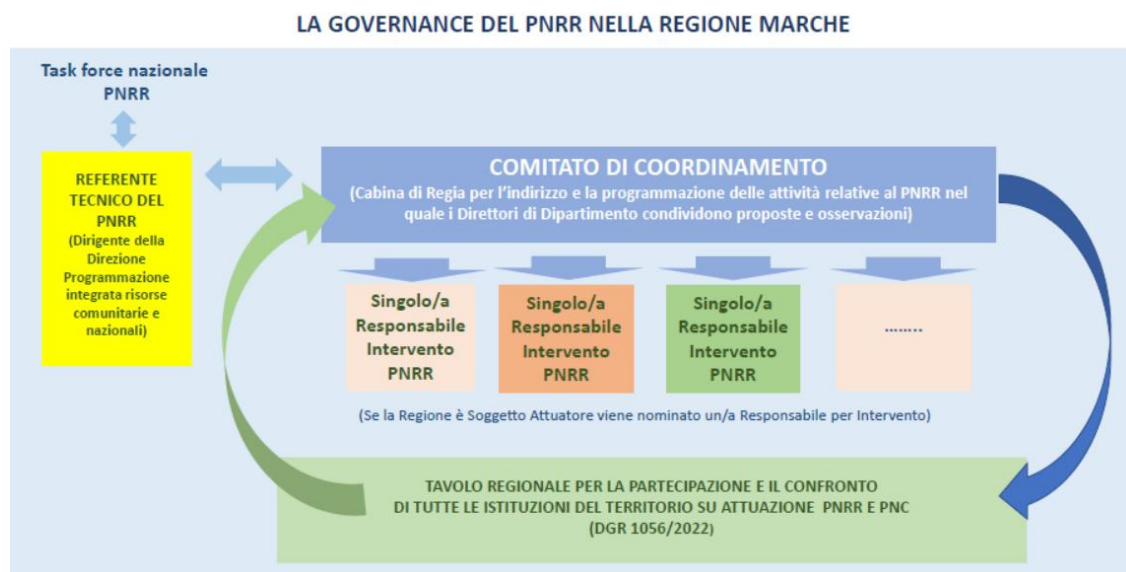 LA GOVERNANCE DEL PNRR NELLA REGIONE MARCHE
Task force nazionale
PNRR
REFERENTE
TECNICO DEL
PNRR
(Dirigente della
Direzione
Programmazione
integrata risorse
comunitarie e
nazionali)
COMITATO DI COORDINAMENTO
(Cabina di Regia per l'indirizzo e la programmazione delle attività relative al PNRR nel
quale i Direttori di Dipartimento condividono proposte e osservazioni)
Singolo/a
Responsabile
Intervento
PNRR
Singolo/a
Responsabile
Intervento
PNRR
Singolo/a
Responsabile
Intervento
PNRR
........
(Se la Regione è Soggetto Attuatore viene nominato un/a Responsabile per Intervento)
TAVOLO REGIONALE PER LA PARTECIPAZIONE E IL CONFRONTO
DI TUTTE LE ISTITUZIONI DEL TERRITORIO SU ATTUAZIONE PNRR E PNC
(DGR 1056/2022)